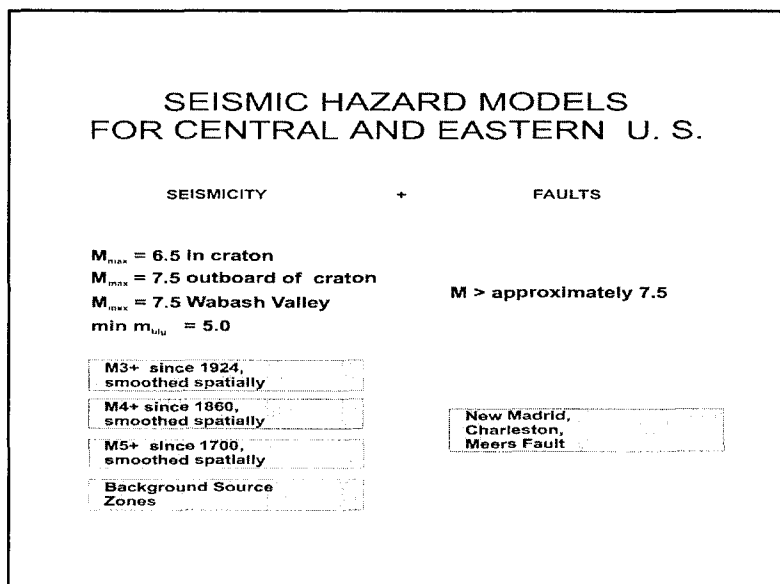 SEISMIC HAZARD MODELS
FOR CENTRAL AND EASTERN U. S.
SEISMICITY + FAULTS
Mmax = 6.5 in craton
Mmax = 7.5 outboard of craton
Mmax = 7.5 Wabash Valley
min mblg = 5.0
M > approximately 7.5
M3+ since 1924,
smoothed spatially
M4+ since 1860,
smoothed spatially
M5+ since 1700,
smoothed spatially
Background Source
Zones
New Madrid,
Charleston,
Meers Fault